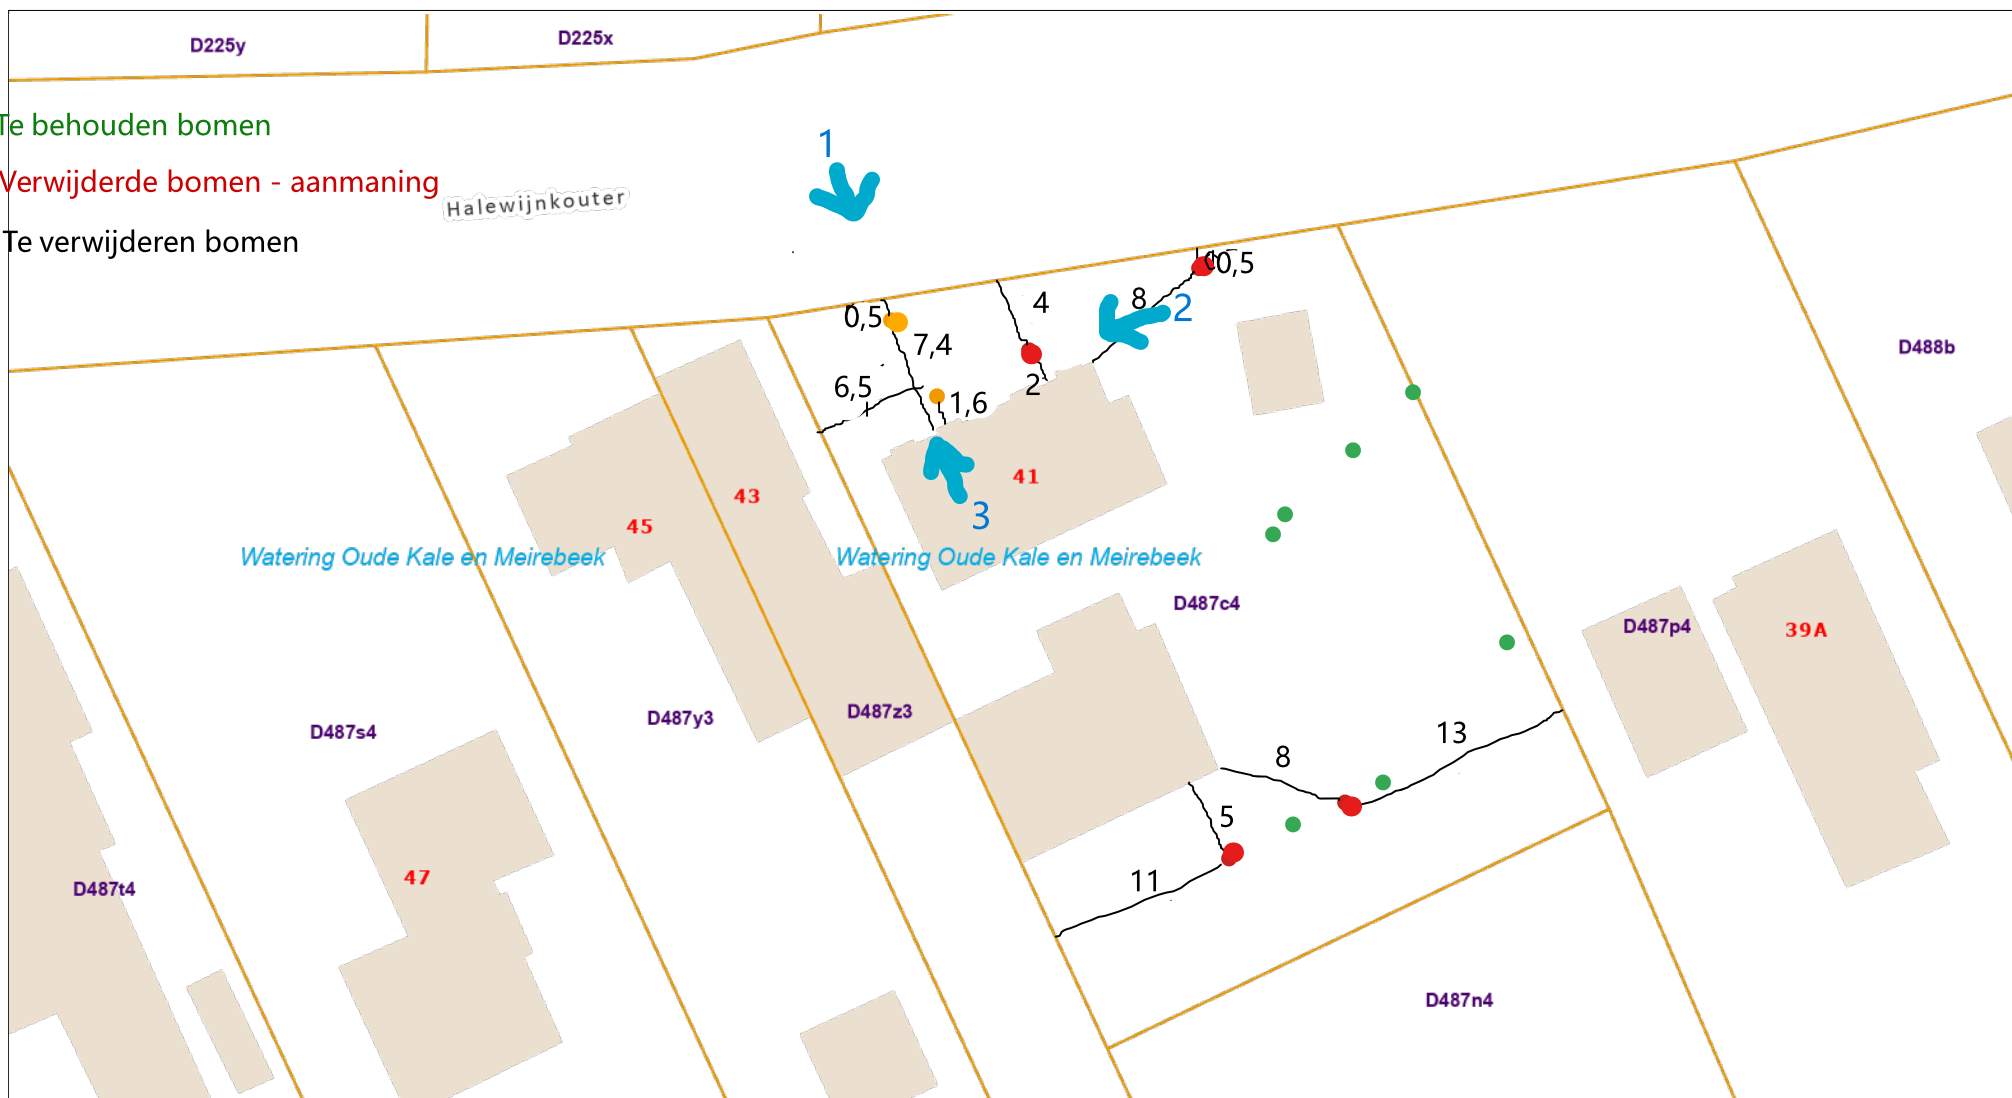 D225y
D225x
Te behouden bomen
1
Verwijderde bomen - aanmaning
Halewijnkouter
Te verwijderen bomen
0,5
4
8
2
0,5
7,4
D488b
6,5
2
1,6
41
43
3
45
Watering Oude Kale en Meirebeek
Watering Oude Kale en Meirebeek
D487c4
D487p4
39A
D487s4
D487y3
D487z3
13
8
5
47
11
D487t4
D487n4